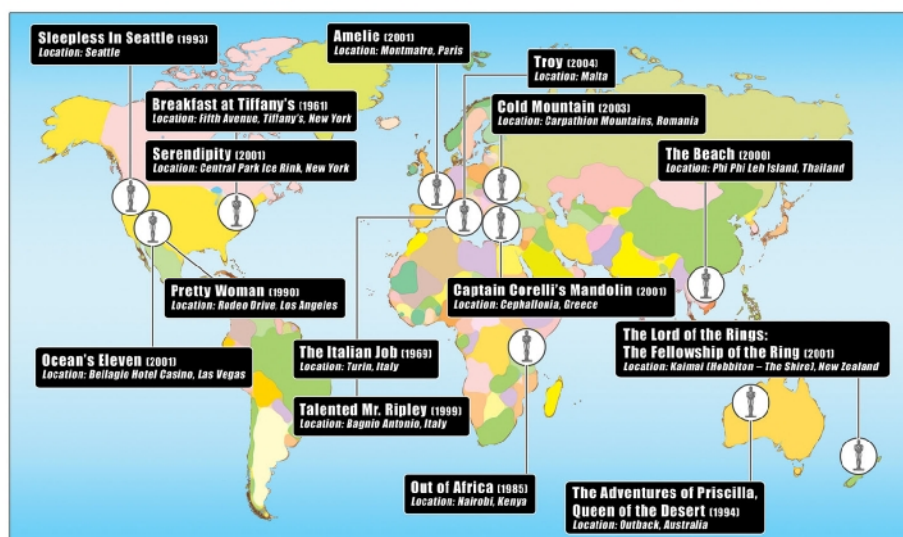 Sleepless In Seattle (1993)
Location: Seattle
Amelie (2001)
Location: Montmatre, Paris
Troy (2004)
Location: Malta
Breakfast at Tiffany's (1961)
Location: Fifth Avenue, Tiffany's, New York
Cold Mountain (2003)
Location: Carpathion Mountains, Romania
Serendipity (2001)
Location: Central Park Ice Rink, New York
The Beach (2000)
Location: Phi Phi Leh Island, Thailand
Pretty Woman (1990)
Location: Rodeo Drive, Los Angeles
Captain Corelli's Mandolin (2001)
Location: Cephallonia, Greece
Ocean's Eleven (2001)
Location: Bellagio Hotel Casino, Las Vegas
The Italian Job (1969)
Location: Turin, Italy
The Lord of the Rings:
The Fellowship of the Ring (2001)
Location: Kaimai (Hobbiton – The Shire), New Zealand
Talented Mr. Ripley (1999)
Location: Bagnio Antonio, Italy
Out of Africa (1985)
Location: Nairobi, Kenya
The Adventures of Priscilla,
Queen of the Desert (1994)
Location: Outback, Australia